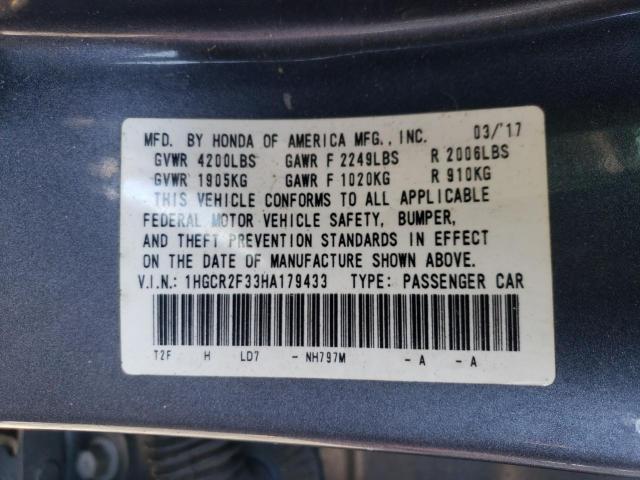 MFD. BY HONDA OF AMERICA MFG., INC. 03/'17
GVWR 4200LBS GAWR F 2249LBS R 2006LBS
GVWR 1905KG GAWR F 1020KG R 910KG
THIS VEHICLE CONFORMS TO ALL APPLICABLE
FEDERAL MOTOR VEHICLE SAFETY, BUMPER,
AND THEFT PREVENTION STANDARDS IN EFFECT
ON THE DATE OF MANUFACTURE SHOWN ABOVE.
V.I.N.: 1HGCR2F33HA179433 TYPE: PASSENGER CAR
T2F H LD7 - NH797M - A - A